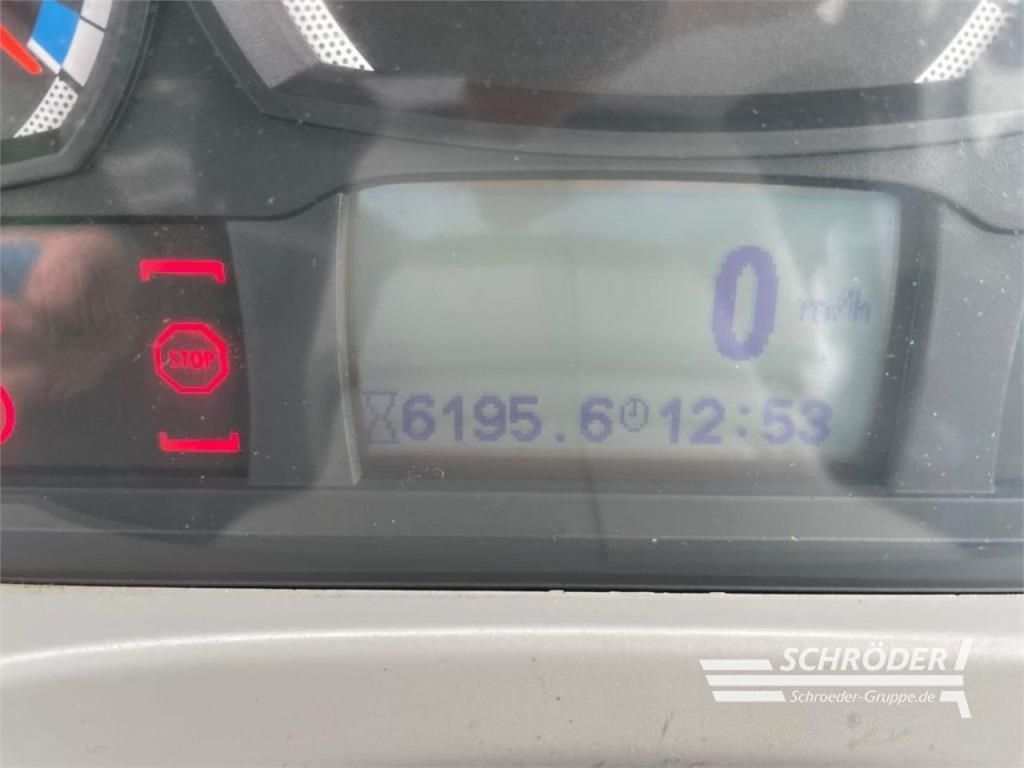 0 m/h
STOP
6195.6 12:53
SCHRÖDER
Schroeder-Gruppe.de